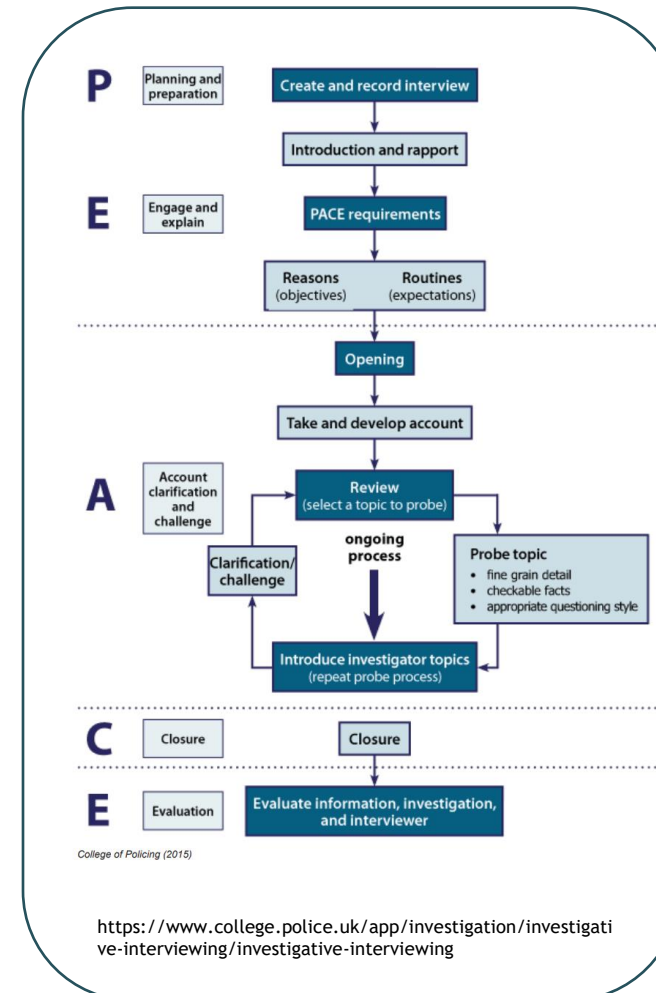 P
Planning and
preparation
Create and record interview
Introduction and rapport
E
Engage and
explain
PACE requirements
Reasons
(objectives)
Routines
(expectations)
Opening
Take and develop account
A
Account
clarification
and
challenge
Review
(select a topic to probe)
ongoing
process
Clarification/
challenge
Probe topic
• fine grain detail
• checkable facts
• appropriate questioning style
Introduce investigator topics
(repeat probe process)
C
Closure
Closure
E
Evaluation
Evaluate information, investigation,
and interviewer
College of Policing (2015)
https://www.college.police.uk/app/investigation/investigati
ve-interviewing/investigative-interviewing